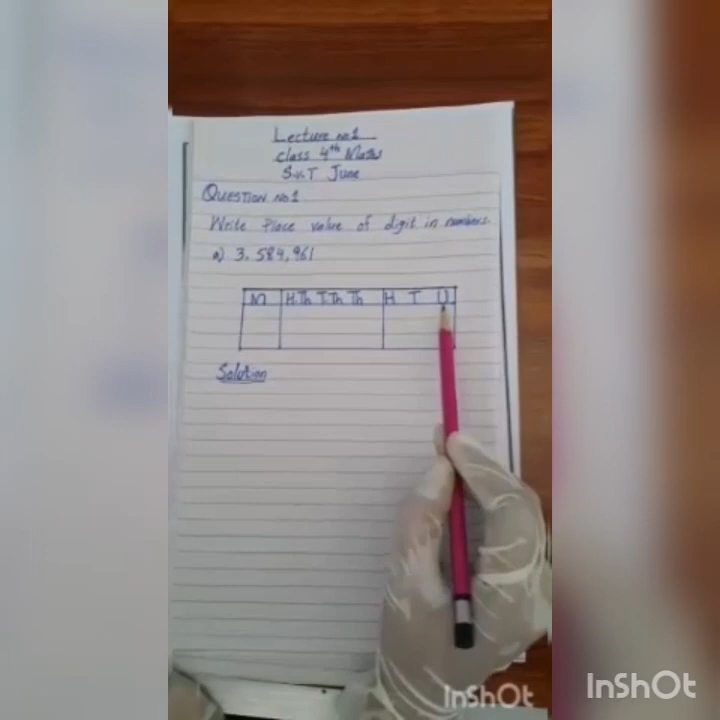 Lecture no 1
class 4th Maths
S.V.T June
QUESTION No 1
Write Place value of digit in numbers.
a) 3, 584, 961
M H.Th T.Th Th H T U
Solution
InShOt
InShOt